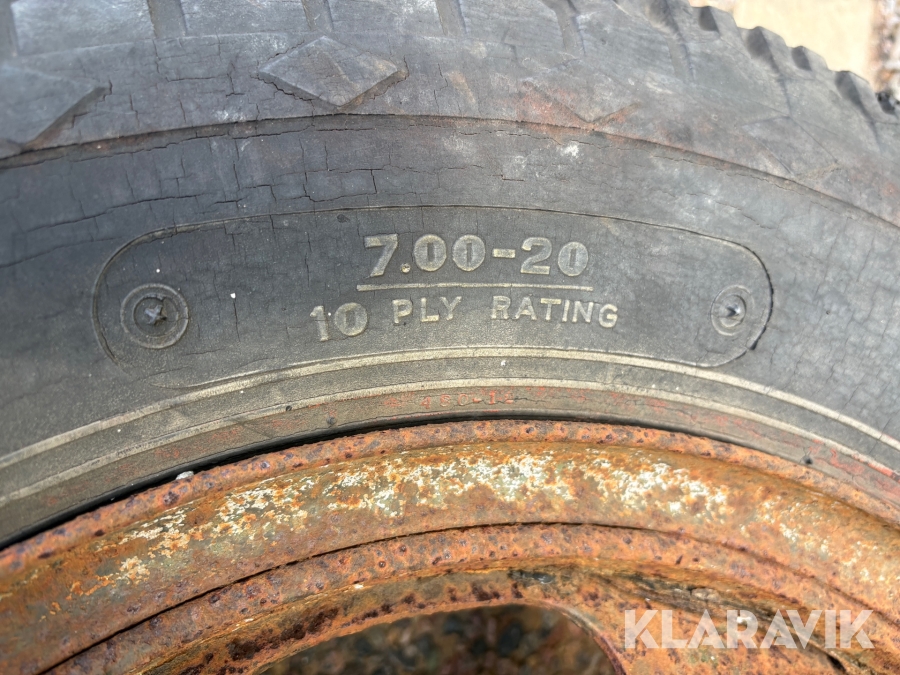 7.00-20
10 PLY RATING
KLARAVIK